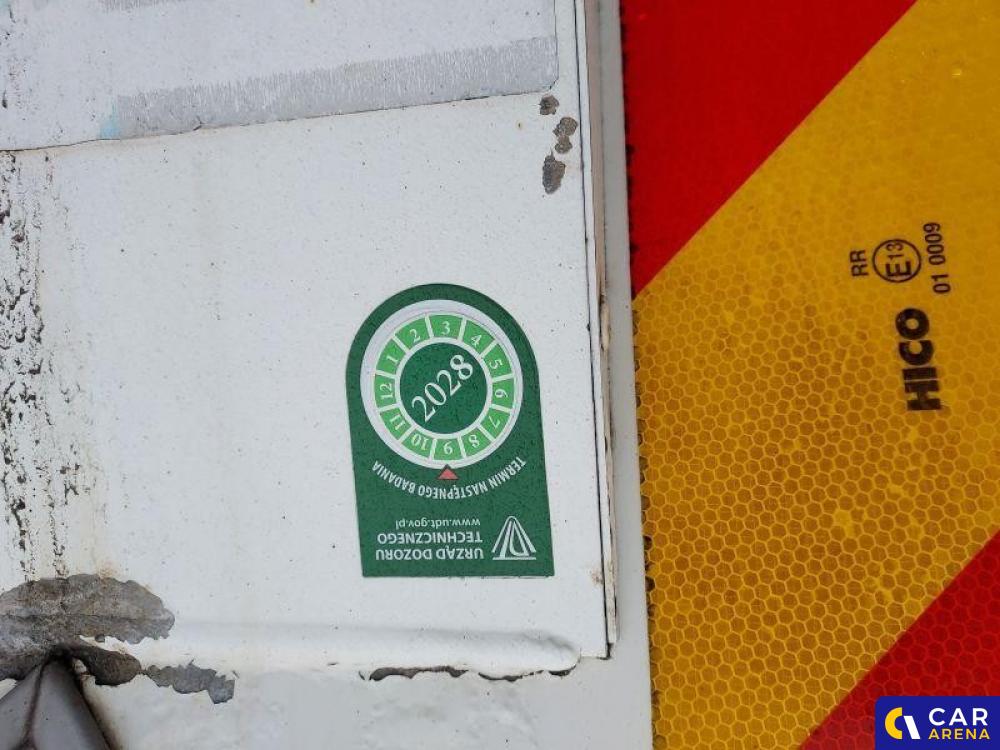 URZĄD DOZORU
TECHNICZNEGO
www.udt.gov.pl
TERMIN NASTĘPNEGO BADANIA
1 2 3 4 5 6 7 8 9 10 11 12
2028
RR
E13
01 0009
HICO
CAR
ARENA